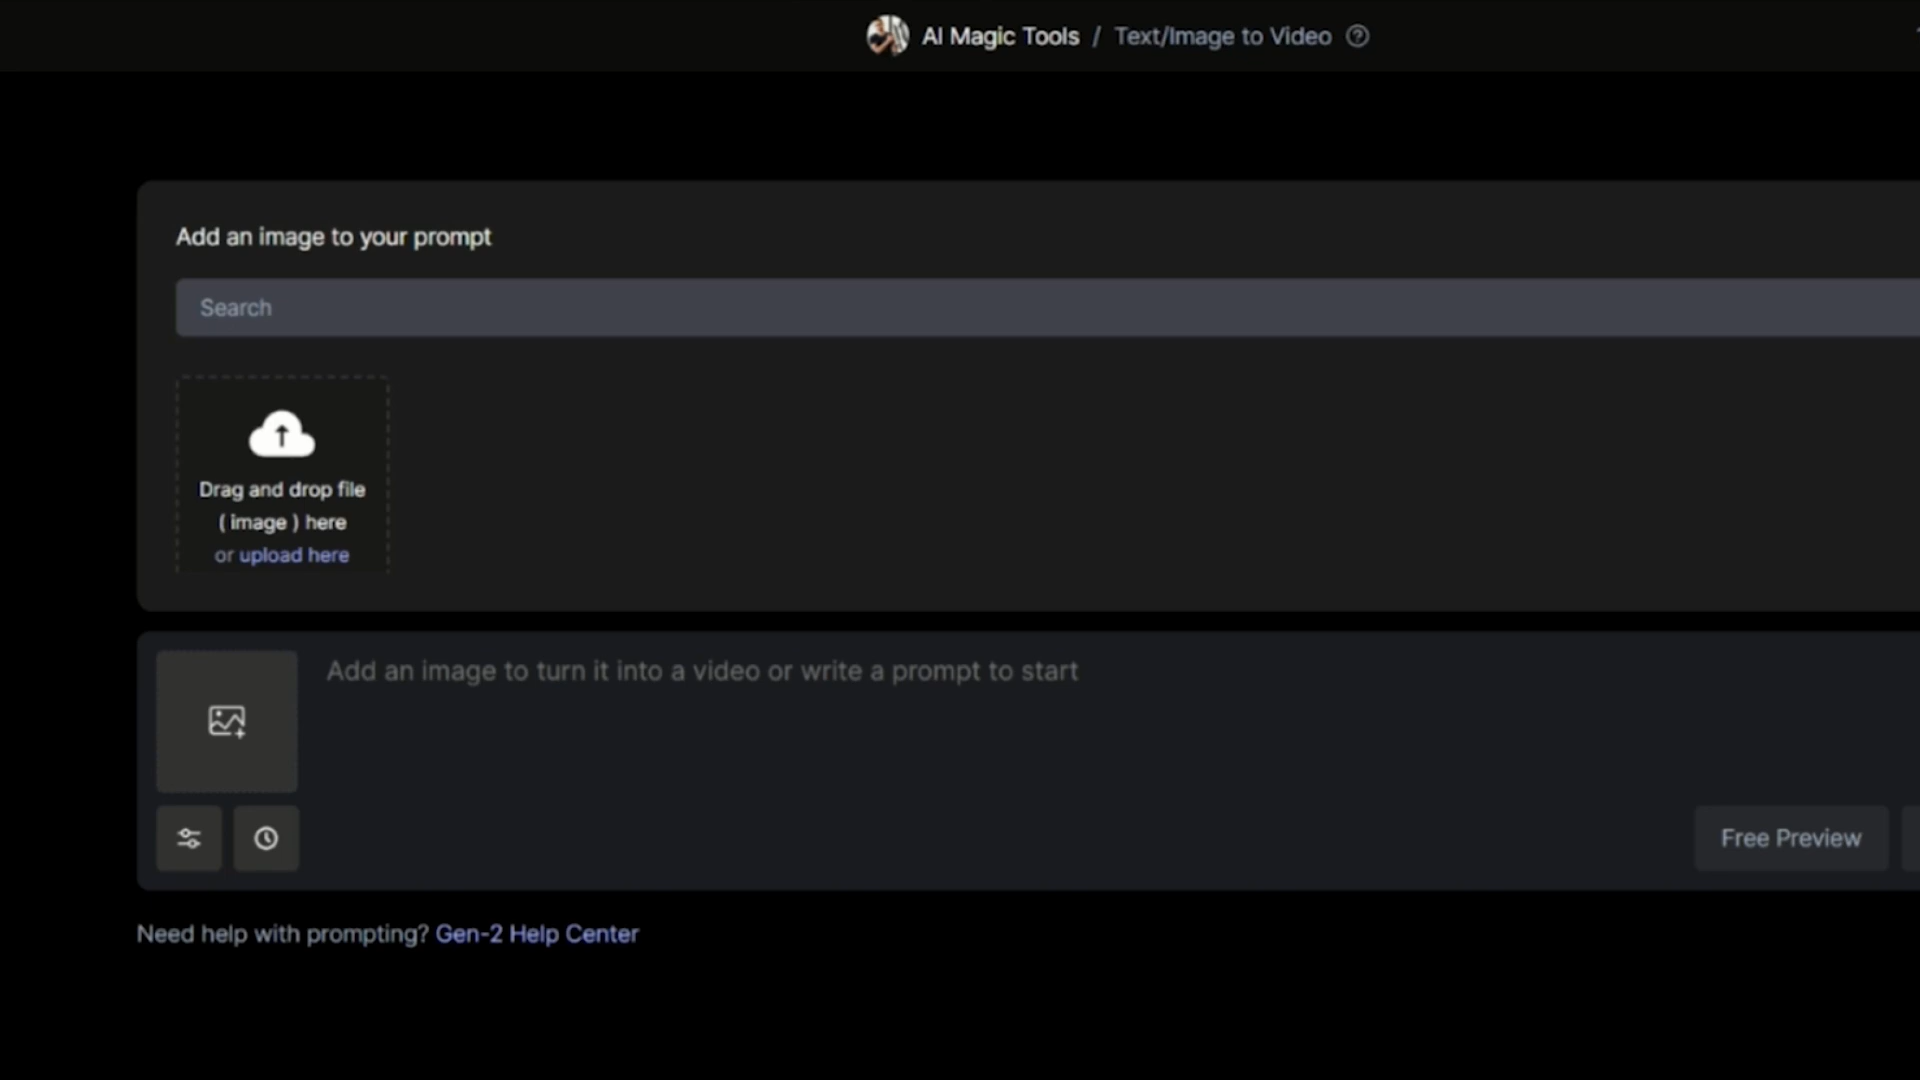 AI Magic Tools / Text/Image to Video
Add an image to your prompt
Search
Drag and drop file
( image ) here
or upload here
Add an image to turn it into a video or write a prompt to start
Free Preview
Need help with prompting? Gen-2 Help Center